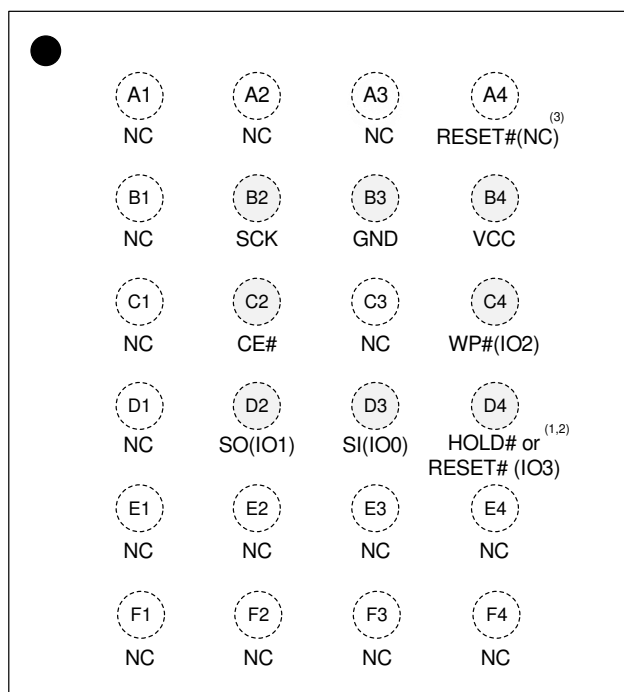 A1 A2 A3 A4
NC NC NC RESET#(NC) (3)
B1 B2 B3 B4
NC SCK GND VCC
C1 C2 C3 C4
NC CE# NC WP#(IO2)
D1 D2 D3 D4
NC SO(IO1) SI(IO0) HOLD# or (1,2)
RESET# (IO3)
E1 E2 E3 E4
NC NC NC NC
F1 F2 F3 F4
NC NC NC NC